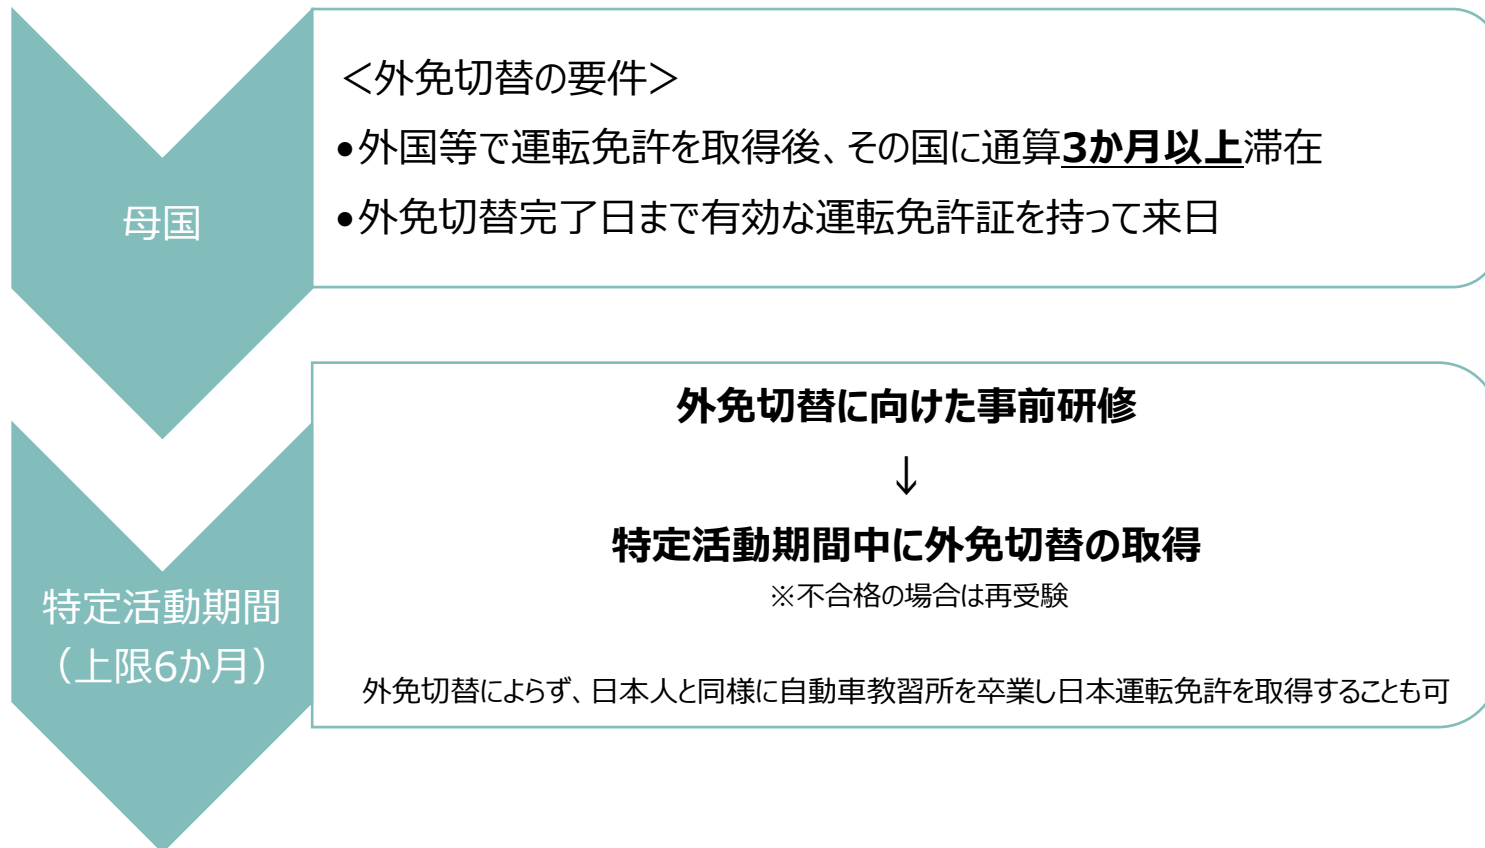 母国
＜外免切替の要件＞
•外国等で運転免許を取得後、その国に通算3か月以上滞在
•外免切替完了日まで有効な運転免許証を持って来日
特定活動期間
（上限6か月）
外免切替に向けた事前研修
↓
特定活動期間中に外免切替の取得
※不合格の場合は再受験
外免切替によらず、日本人と同様に自動車教習所を卒業し日本運転免許を取得することも可